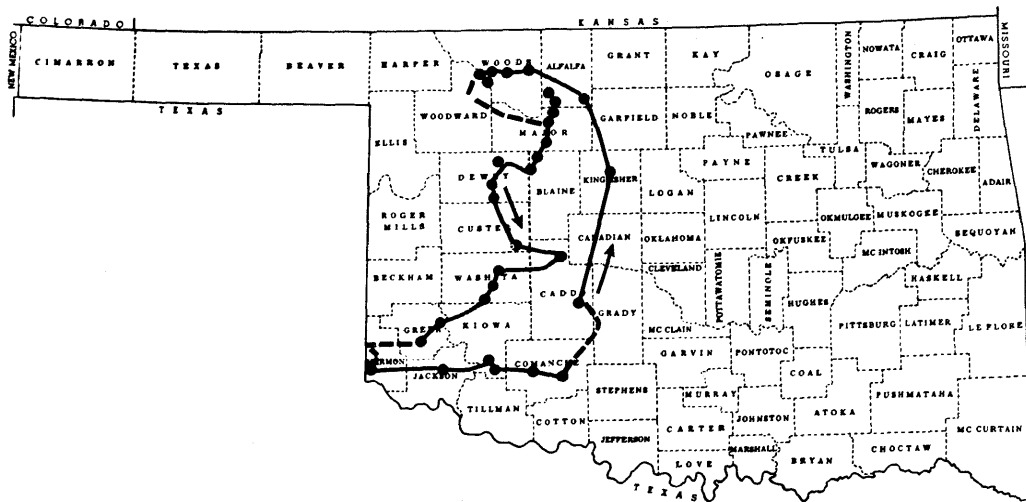 COLORADO
KANSAS
NEW MEXICO
MISSOURI
CIMARRON
TEXAS
BEAVER
HARPER
WOODS
ALFALFA
GRANT
KAY
OSAGE
WASHINGTON
NOWATA
CRAIG
OTTAWA
TEXAS
WOODWARD
MAJOR
GARFIELD
NOBLE
PAWNEE
ROGERS
MAYES
DELAWARE
ELLIS
DEWEY
BLAINE
KINGFISHER
LOGAN
PAYNE
CREEK
TULSA
WAGONER
CHEROKEE
ADAIR
ROGER
MILLS
CUSTER
CANADIAN
OKLAHOMA
LINCOLN
OKFUSKEE
OKMULGEE
MUSKOGEE
SEQUOYAH
MC INTOSH
BECKHAM
WASHITA
CADDO
GRADY
CLEVELAND
MC CLAIN
POTTAWATOMIE
SEMINOLE
HUGHES
PITTSBURG
HASKELL
LATIMER
LE FLORE
GREER
KIOWA
HARMON
JACKSON
COMANCHE
STEPHENS
GARVIN
PONTOTOC
COAL
PUSHMATAHA
MC CURTAIN
TILLMAN
COTTON
JEFFERSON
MURRAY
CARTER
JOHNSTON
ATOKA
MARSHALL
LOVE
BRYAN
CHOCTAW
TEXAS